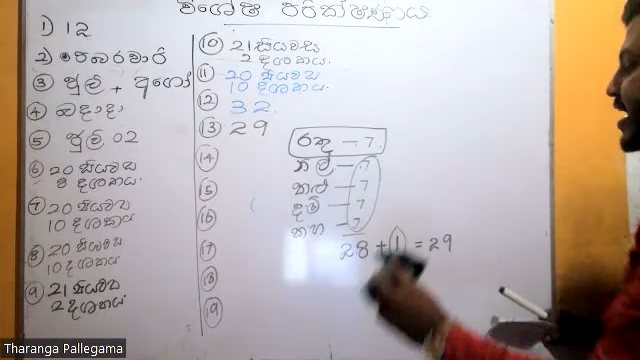 විශේෂ පරීක්ෂණය
1) 12
2) පෙබරවාරි
3 ජූලි + අගෝ
4 බදාදා
5 ජූලි 02
6 20 සියවස
8 දශකය.
7 20 සියවස
10 දශකය
8 20 සියවස
10 දශකය.
9 21 සියවස
2 දශකය.
10 21 සියවස
2 දශකය.
11 20 සියවස
10 දශකය.
12 32.
13 29
14
15
16
17
18
19
රතු — 7.
නිල් — 7
කළු — 7
දම් — 7
කහ — 7
28 + 1 = 29
Tharanga Pallegama